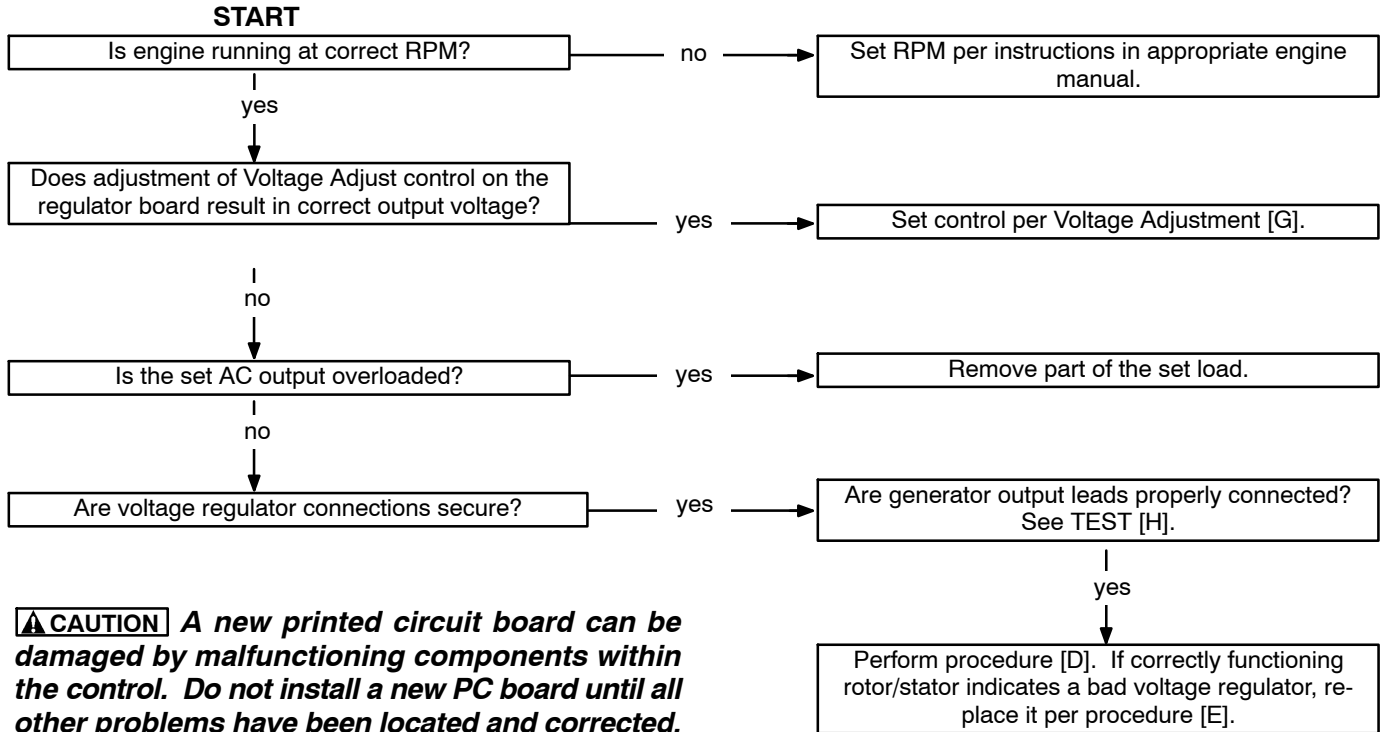 START
Is engine running at correct RPM?
no
Set RPM per instructions in appropriate engine
manual.
yes
Does adjustment of Voltage Adjust control on the
regulator board result in correct output voltage?
yes
Set control per Voltage Adjustment [G].
no
Is the set AC output overloaded?
yes
Remove part of the set load.
no
Are voltage regulator connections secure?
yes
Are generator output leads properly connected?
See TEST [H].
yes
CAUTION A new printed circuit board can be
damaged by malfunctioning components within
the control. Do not install a new PC board until all
other problems have been located and corrected.
Perform procedure [D]. If correctly functioning
rotor/stator indicates a bad voltage regulator, re-
place it per procedure [E].